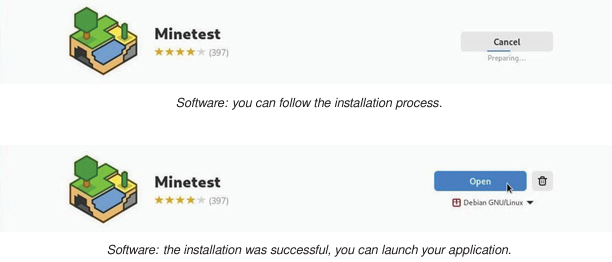 Minetest
(397)
Cancel
Preparing...
Software: you can follow the installation process.
Minetest
(397)
Open
Debian GNU/Linux
Software: the installation was successful, you can launch your application.